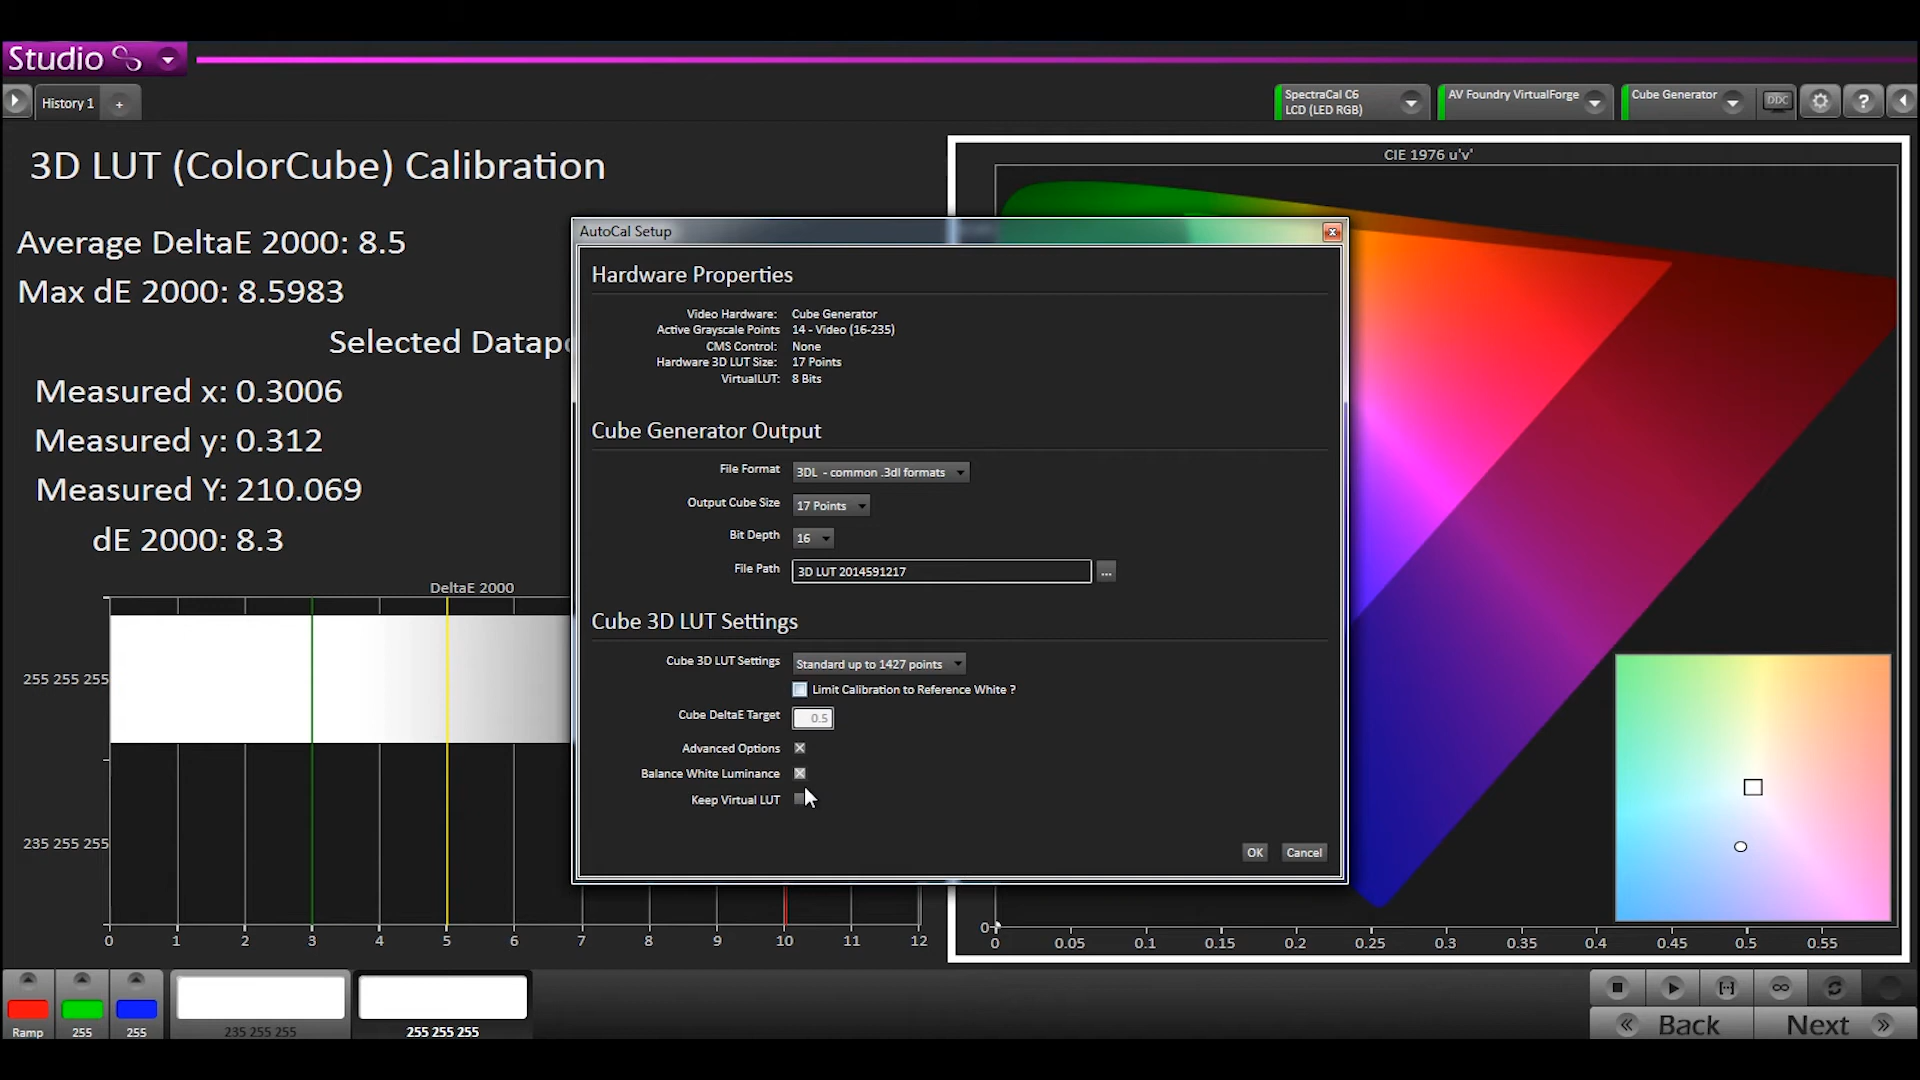 Studio
History 1 +
SpectraCal C6
LCD (LED RGB)
AV Foundry VirtualForge
Cube Generator
DDC
?
3D LUT (ColorCube) Calibration
Average DeltaE 2000: 8.5
Max dE 2000: 8.5983
Selected Datapo
Measured x: 0.3006
Measured y: 0.312
Measured Y: 210.069
dE 2000: 8.3
DeltaE 2000
255 255 255
235 255 255
0 1 2 3 4 5 6 7 8 9 10 11 12
AutoCal Setup
x
Hardware Properties
Video Hardware: Cube Generator
Active Grayscale Points 14 - Video (16-235)
CMS Control: None
Hardware 3D LUT Size: 17 Points
VirtualLUT: 8 Bits
Cube Generator Output
File Format 3DL - common .3dl formats
Output Cube Size 17 Points
Bit Depth 16
File Path 3D LUT 2014591217 ...
Cube 3D LUT Settings
Cube 3D LUT Settings Standard up to 1427 points
Limit Calibration to Reference White ?
Cube DeltaE Target 0.5
Advanced Options
Balance White Luminance
Keep Virtual LUT
OK Cancel
CIE 1976 u'v'
0
0 0.05 0.1 0.15 0.2 0.25 0.3 0.35 0.4 0.45 0.5 0.55
Ramp 255 255
235 255 255
255 255 255
Back Next